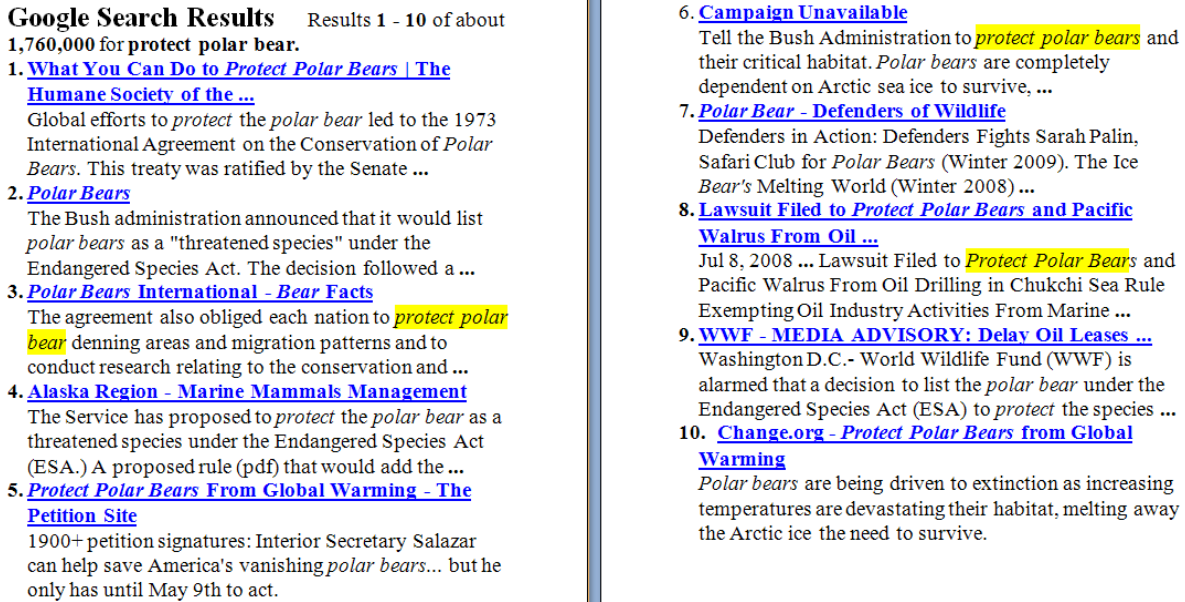 Google Search Results Results 1 - 10 of about
1,760,000 for protect polar bear.
1. What You Can Do to Protect Polar Bears | The
Humane Society of the ...
Global efforts to protect the polar bear led to the 1973
International Agreement on the Conservation of Polar
Bears. This treaty was ratified by the Senate ...
2. Polar Bears
The Bush administration announced that it would list
polar bears as a "threatened species" under the
Endangered Species Act. The decision followed a ...
3. Polar Bears International - Bear Facts
The agreement also obliged each nation to protect polar
bear denning areas and migration patterns and to
conduct research relating to the conservation and ...
4. Alaska Region - Marine Mammals Management
The Service has proposed to protect the polar bear as a
threatened species under the Endangered Species Act
(ESA.) A proposed rule (pdf) that would add the ...
5. Protect Polar Bears From Global Warming - The
Petition Site
1900+ petition signatures: Interior Secretary Salazar
can help save America's vanishing polar bears... but he
only has until May 9th to act.
6. Campaign Unavailable
Tell the Bush Administration to protect polar bears and
their critical habitat. Polar bears are completely
dependent on Arctic sea ice to survive, ...
7. Polar Bear - Defenders of Wildlife
Defenders in Action: Defenders Fights Sarah Palin,
Safari Club for Polar Bears (Winter 2009). The Ice
Bear's Melting World (Winter 2008) ...
8. Lawsuit Filed to Protect Polar Bears and Pacific
Walrus From Oil ...
Jul 8, 2008 ... Lawsuit Filed to Protect Polar Bears and
Pacific Walrus From Oil Drilling in Chukchi Sea Rule
Exempting Oil Industry Activities From Marine ...
9. WWF - MEDIA ADVISORY: Delay Oil Leases ...
Washington D.C.- World Wildlife Fund (WWF) is
alarmed that a decision to list the polar bear under the
Endangered Species Act (ESA) to protect the species ...
10. Change.org - Protect Polar Bears from Global
Warming
Polar bears are being driven to extinction as increasing
temperatures are devastating their habitat, melting away
the Arctic ice the need to survive.